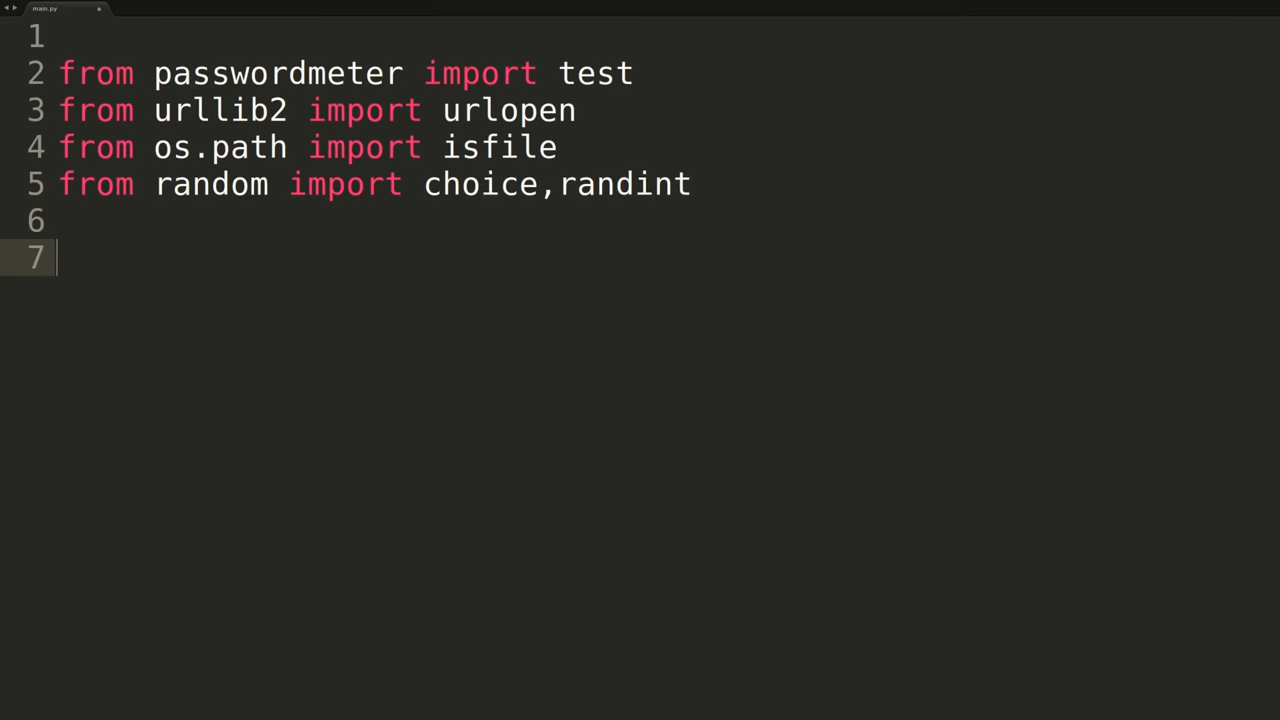 main.py
1
2 from passwordmeter import test
3 from urllib2 import urlopen
4 from os.path import isfile
5 from random import choice,randint
6
7